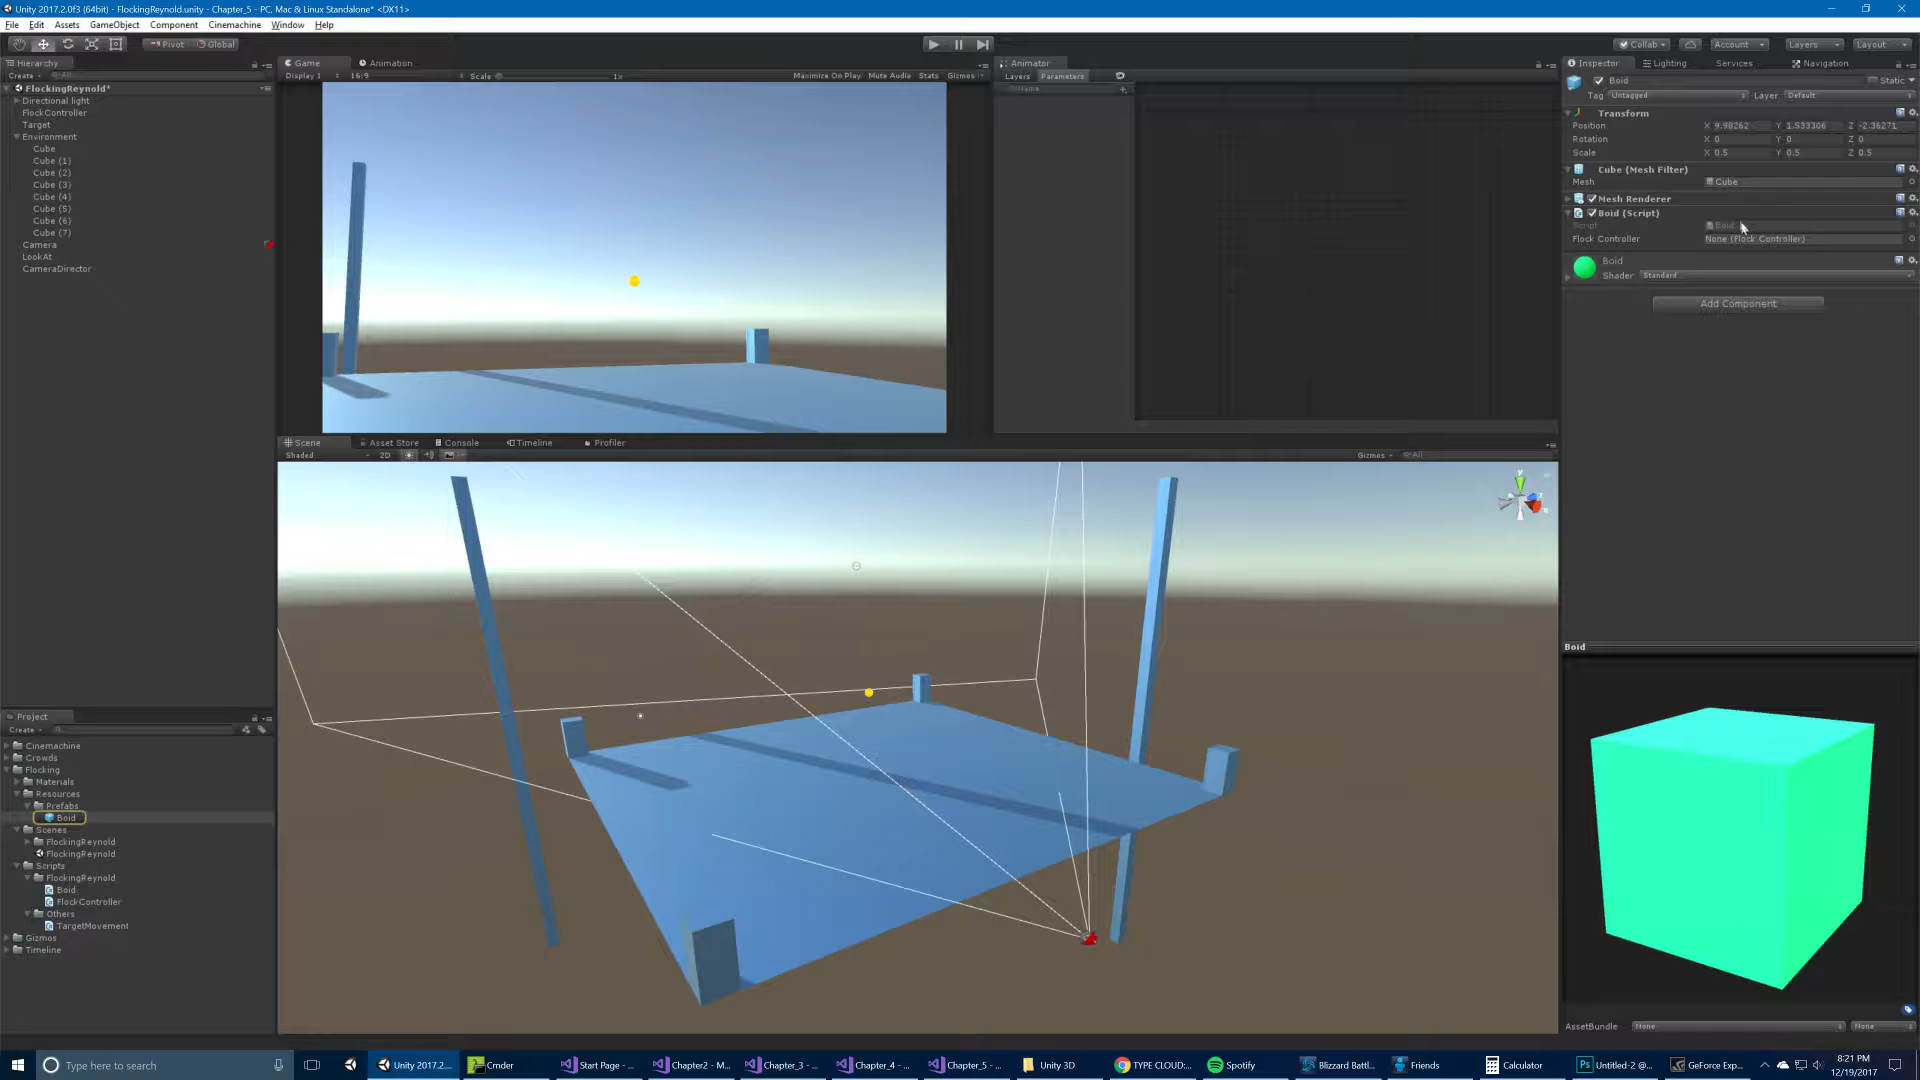 Unity 2017.2.0f3 (64bit) - FlockingReynold.unity - Chapter_5 - PC, Mac & Linux Standalone* <DX11>
File Edit Assets GameObject Component Cinemachine Window Help
Pivot Global Collab Account Layers Layout
Hierarchy
Create All
FlockingReynold*
Directional light
FlockController
Target
Environment
Cube
Cube (1)
Cube (2)
Cube (3)
Cube (4)
Cube (5)
Cube (6)
Cube (7)
Camera
LookAt
CameraDirector
Game Animation
Display 1 16:9 Scale 1x Maximize On Play Mute Audio Stats Gizmos
Animator
Layers Parameters
Name
Scene Asset Store Console Timeline Profiler
Shaded 2D Gizmos All
Inspector Lighting Services Navigation
Boid Static
Tag Untagged Layer Default
Transform
Position X 9.98262 Y 1.533306 Z -2.36271
Rotation X 0 Y 0 Z 0
Scale X 0.5 Y 0.5 Z 0.5
Cube (Mesh Filter)
Mesh Cube
Mesh Renderer
Boid (Script)
Script Boid
Flock Controller None (Flock Controller)
Boid
Shader Standard
Add Component
Boid
AssetBundle None None
Project
Create
Cinemachine
Crowds
Flocking
Materials
Resources
Prefabs
Boid
Scenes
FlockingReynold
FlockingReynold
Scripts
FlockingReynold
Boid
FlockController
Others
TargetMovement
Gizmos
Timeline
Type here to search
Unity 2017.2...
Cmder
Start Page - ...
Chapter2 - M...
Chapter_3 - ...
Chapter_4 - ...
Chapter_5 - ...
Unity 3D
TYPE CLOUD:...
Spotify
Blizzard Battl...
Friends
Calculator
Untitled-2 @...
GeForce Exp...
8:21 PM
12/19/2017